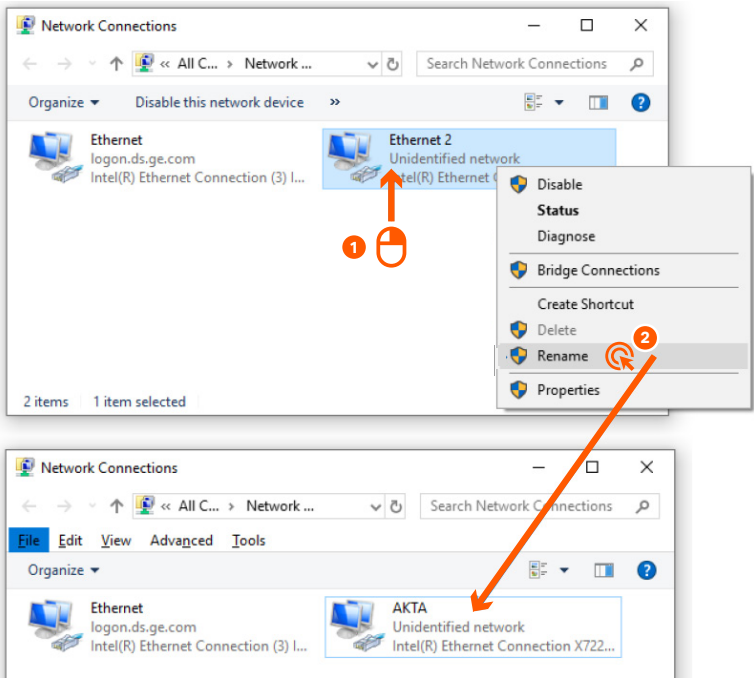 Network Connections
« All C... › Network ...
Search Network Connections
Organize
Disable this network device
»
Ethernet
logon.ds.ge.com
Intel(R) Ethernet Connection (3) I...
Ethernet 2
Unidentified network
Intel(R) Ethernet
1
Disable
Status
Diagnose
Bridge Connections
Create Shortcut
Delete
2
Rename
Properties
2 items
1 item selected
Network Connections
« All C... › Network ...
Search Network Connections
File Edit View Advanced Tools
Organize
Ethernet
logon.ds.ge.com
Intel(R) Ethernet Connection (3) I...
AKTA
Unidentified network
Intel(R) Ethernet Connection X722...